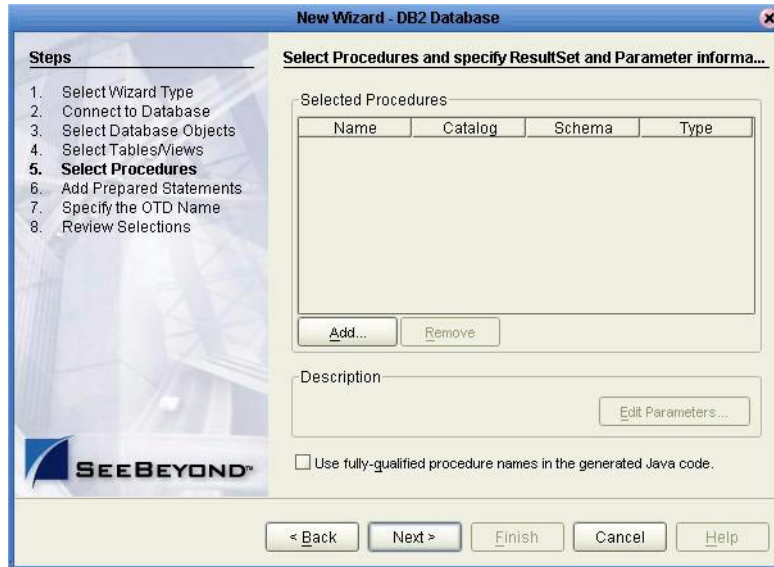 New Wizard - DB2 Database
Steps
1. Select Wizard Type
2. Connect to Database
3. Select Database Objects
4. Select Tables/Views
5. Select Procedures
6. Add Prepared Statements
7. Specify the OTD Name
8. Review Selections
SEEBEYOND™
Select Procedures and specify ResultSet and Parameter informa...
Selected Procedures
Name Catalog Schema Type
Add... Remove
Description
Edit Parameters...
Use fully-qualified procedure names in the generated Java code.
< Back Next > Finish Cancel Help